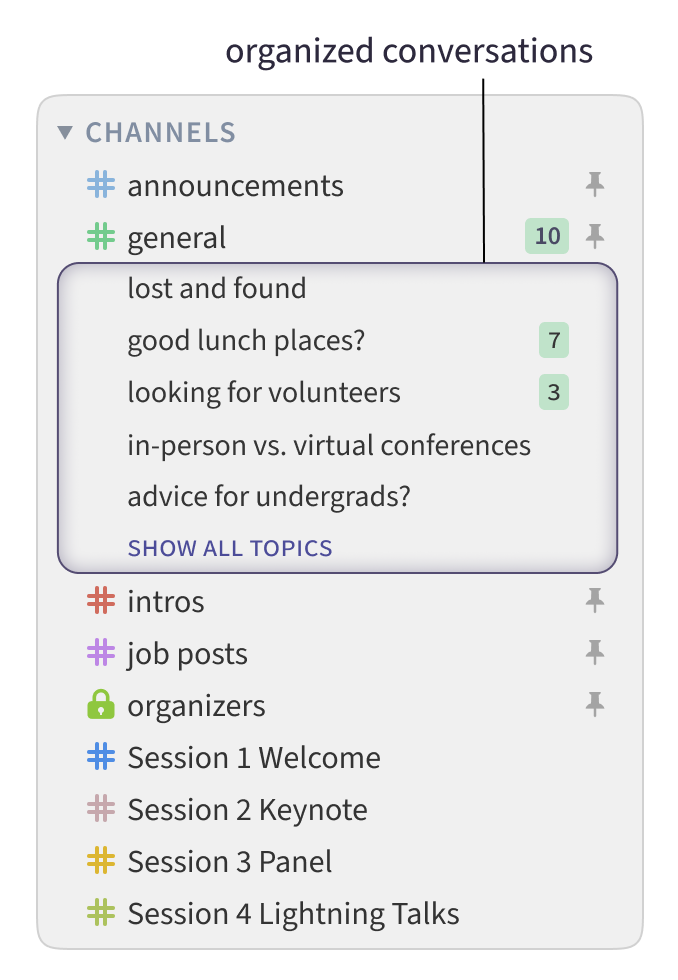 organized conversations
CHANNELS
announcements
general 10
lost and found
good lunch places? 7
looking for volunteers 3
in-person vs. virtual conferences
advice for undergrads?
SHOW ALL TOPICS
intros
job posts
organizers
Session 1 Welcome
Session 2 Keynote
Session 3 Panel
Session 4 Lightning Talks